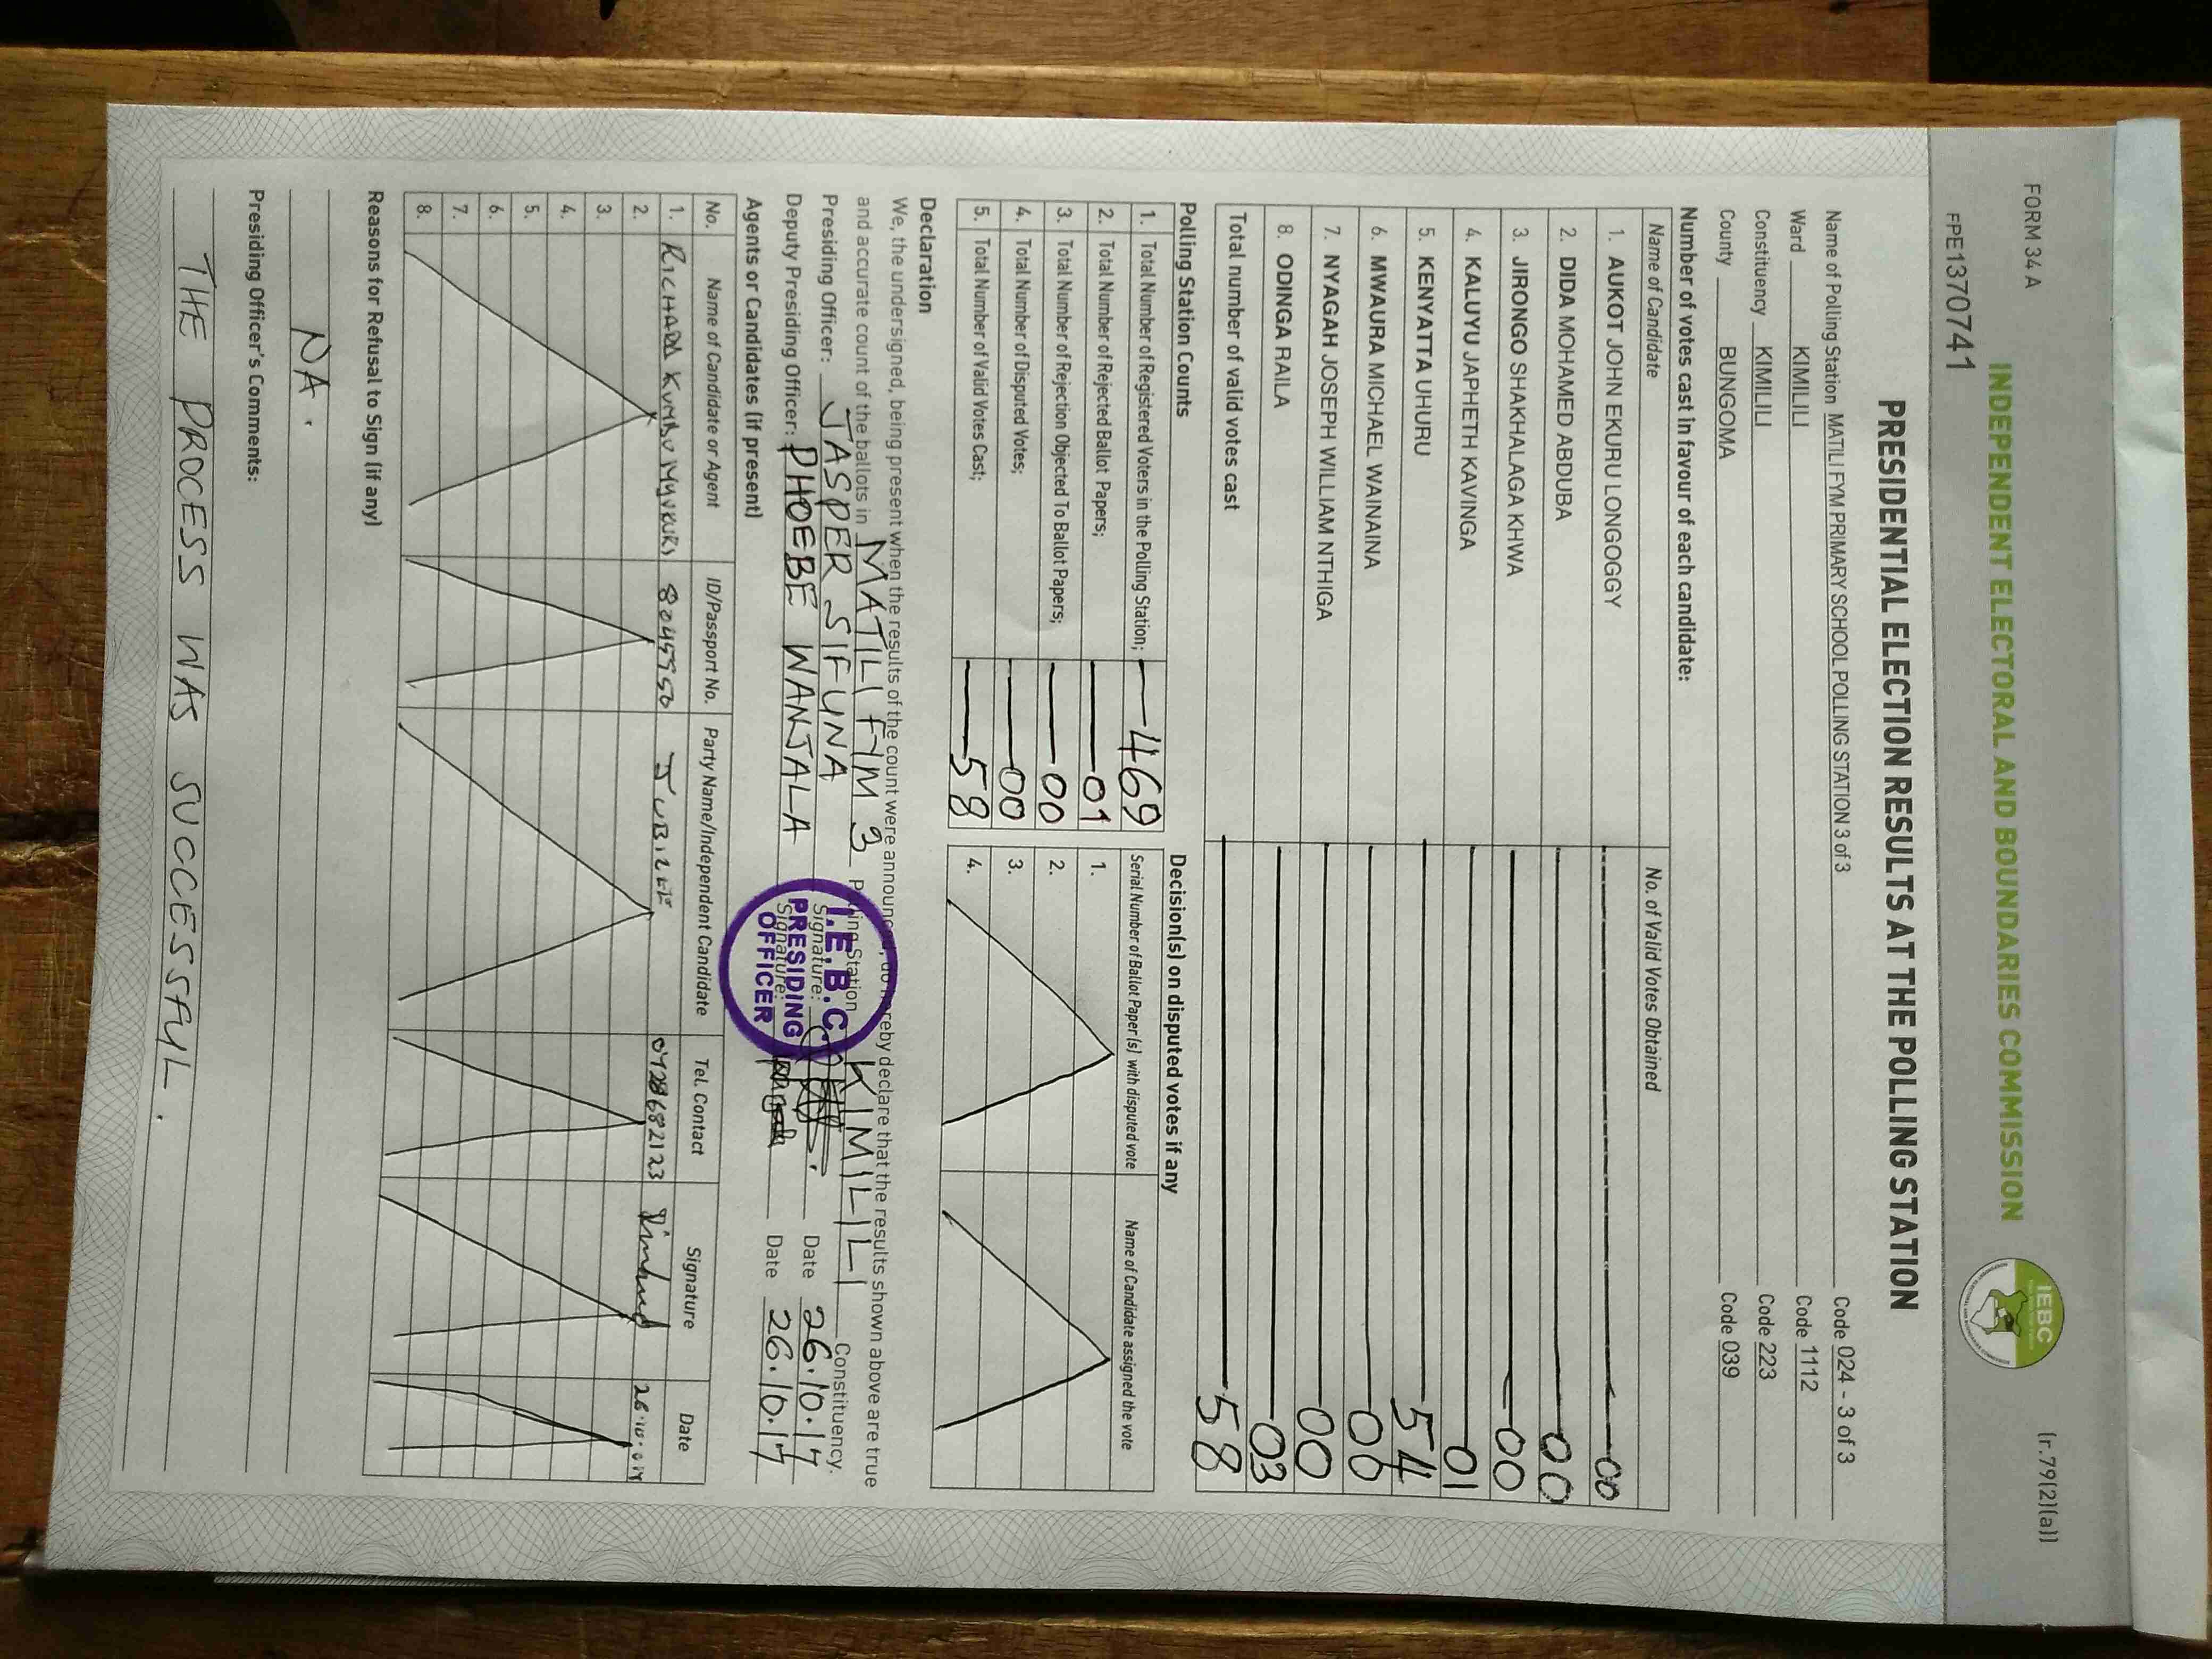 FORM 34 A
(r.79(2)(a))
INDEPENDENT ELECTORAL AND BOUNDARIES COMMISSION
IEBC
FPE1370741
PRESIDENTIAL ELECTION RESULTS AT THE POLLING STATION
Name of Polling Station MATILI FYM PRIMARY SCHOOL POLLING STATION 3 of 3 Code 024 - 3 of 3
Ward KIMILILI Code 1112
Constituency KIMILILI Code 223
County BUNGOMA Code 039
Number of votes cast in favour of each candidate:
Name of Candidate No. of Valid Votes Obtained
1. AUKOT JOHN EKURU LONGOGGY 00
2. DIDA MOHAMED ABDUBA 00
3. JIRONGO SHAKHALAGA KHWA 00
4. KALUYU JAPHETH KAVINGA 01
5. KENYATTA UHURU 54
6. MWAURA MICHAEL WAINAINA 00
7. NYAGAH JOSEPH WILLIAM NTHIGA 00
8. ODINGA RAILA 03
Total number of valid votes cast 58
Polling Station Counts
1. Total Number of Registered Voters in the Polling Station; 469
2. Total Number of Rejected Ballot Papers; 01
3. Total Number of Rejection Objected To Ballot Papers; 00
4. Total Number of Disputed Votes; 00
5. Total Number of Valid Votes Cast; 58
Decision(s) on disputed votes if any
Serial Number of Ballot Paper(s) with disputed vote Name of Candidate assigned the vote
1.
2.
3.
4.
Declaration
We, the undersigned, being present when the results of the count were announced, do hereby declare that the results shown above are true
and accurate count of the ballots in MATILI FYM 3 Polling Station KIMILILI Constituency.
Presiding Officer: JASPER SIFUNA Signature: Date 26.10.17
Deputy Presiding Officer: PHOEBE WANJALA Signature: Date 26.10.17
I.E.B.C.
PRESIDING
OFFICER
Agents or Candidates (if present)
No. Name of Candidate or Agent ID/Passport No. Party Name/Independent Candidate Tel. Contact Signature Date
1. RICHARD JUBILEE
2.
3.
4.
5.
6.
7.
8.
Reasons for Refusal to Sign (if any)
NA.
Presiding Officer's Comments:
THE PROCESS WAS SUCCESSFUL.